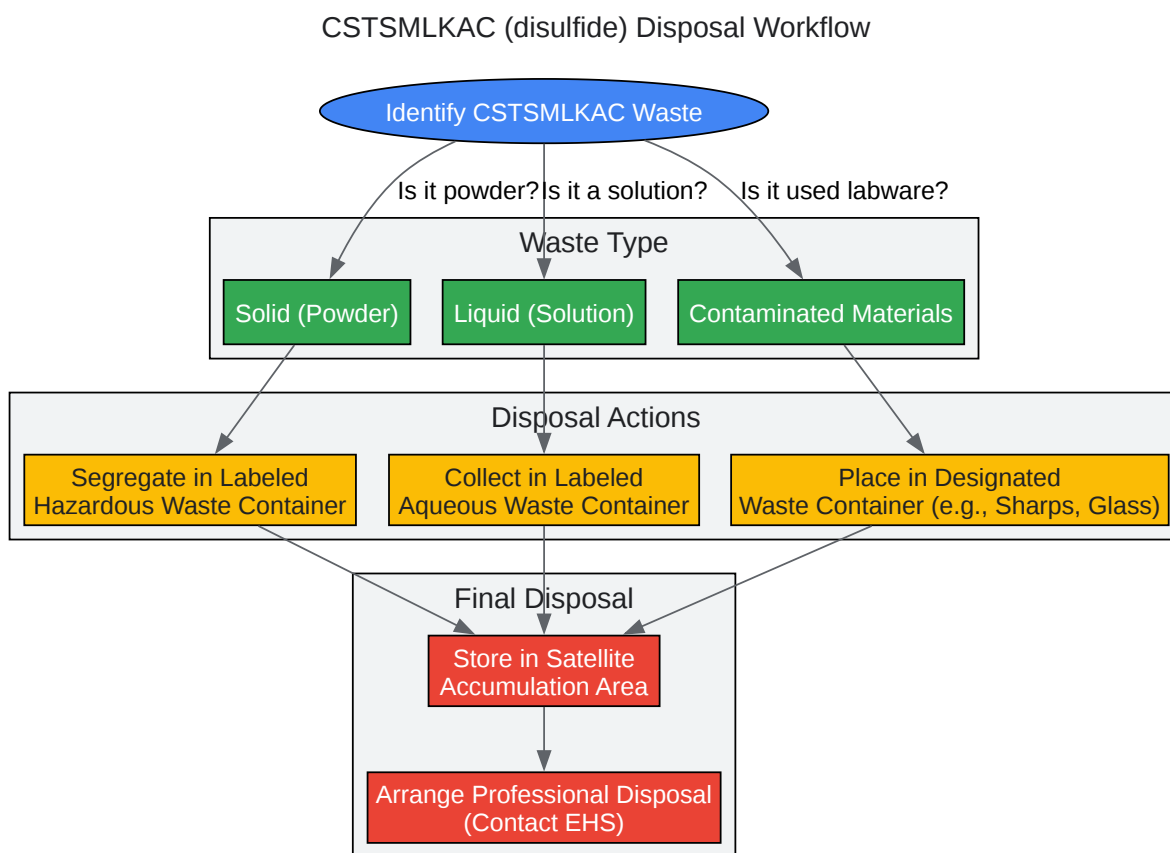 CSTSMLKAC (disulfide) Disposal Workflow
Identify CSTSMLKAC Waste
Is it powder?
Is it a solution?
Is it used labware?
Waste Type
Solid (Powder)
Liquid (Solution)
Contaminated Materials
Disposal Actions
Segregate in Labeled
Hazardous Waste Container
Collect in Labeled
Aqueous Waste Container
Place in Designated
Waste Container (e.g., Sharps, Glass)
Final Disposal
Store in Satellite
Accumulation Area
Arrange Professional Disposal
(Contact EHS)